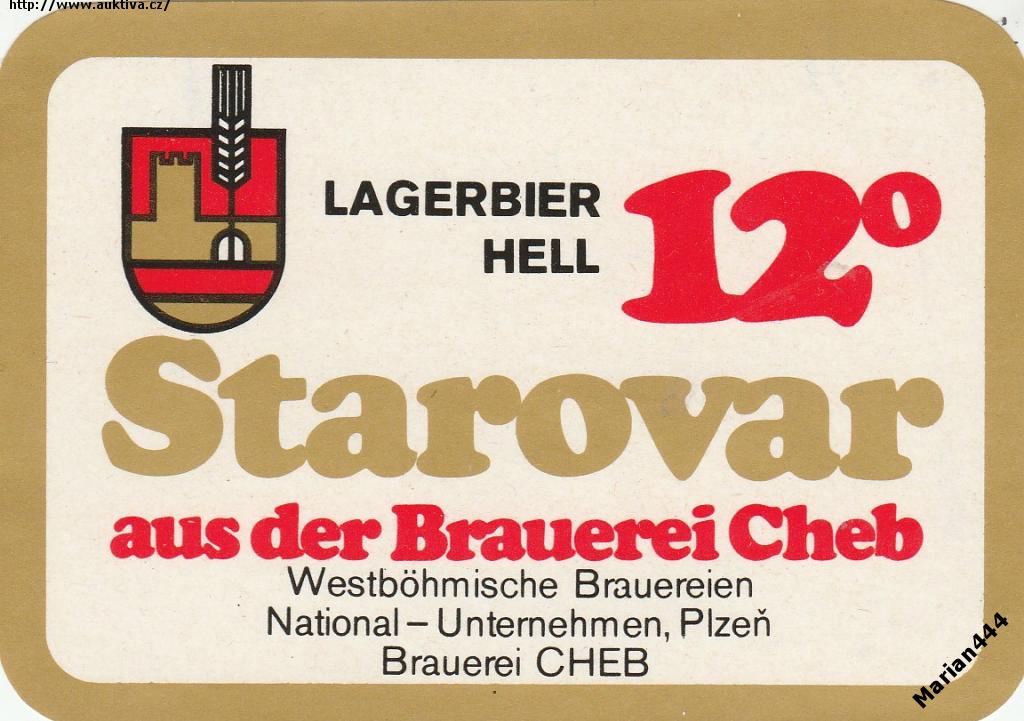 http://www.auktiva.cz/
LAGERBIER
HELL
12°
Starovar
aus der Brauerei Cheb
Westböhmische Brauereien
National – Unternehmen, Plzeň
Brauerei CHEB
Marian444